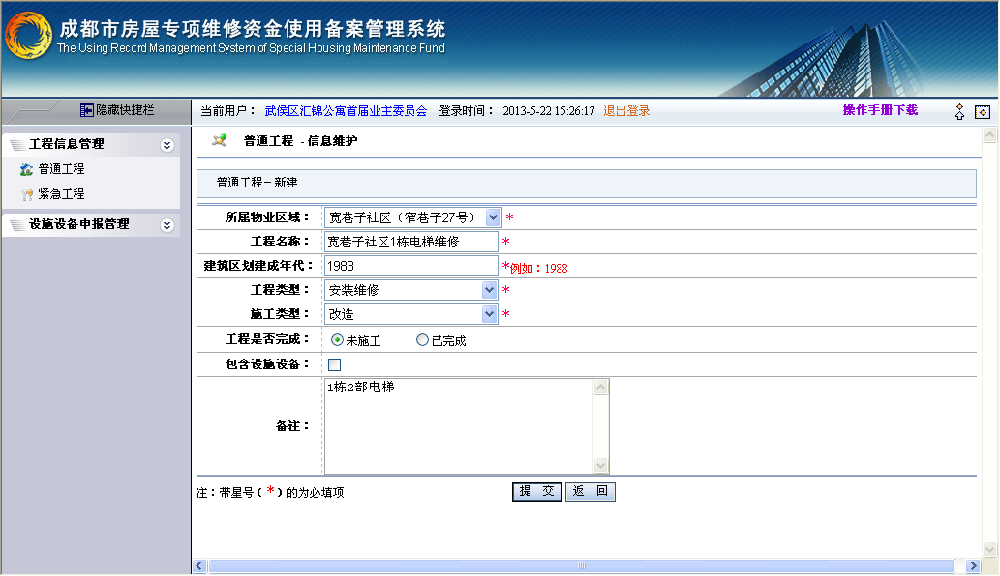 成都市房屋专项维修资金使用备案管理系统
The Using Record Management System of Special Housing Maintenance Fund
隐藏快捷栏
当前用户： 武侯区汇锦公寓首届业主委员会 登录时间： 2013-5-22 15:26:17 退出登录 操作手册下载
工程信息管理
普通工程
紧急工程
设施设备申报管理
普通工程 - 信息维护
普通工程－新建
所属物业区域： 宽巷子社区（窄巷子27号） *
工程名称： 宽巷子社区1栋电梯维修 *
建筑区划建成年代： 1983 *例如：1988
工程类型： 安装维修 *
施工类型： 改造 *
工程是否完成： 未施工 已完成
包含设施设备：
备注： 1栋2部电梯
注：带星号(*)的为必填项 提 交 返 回